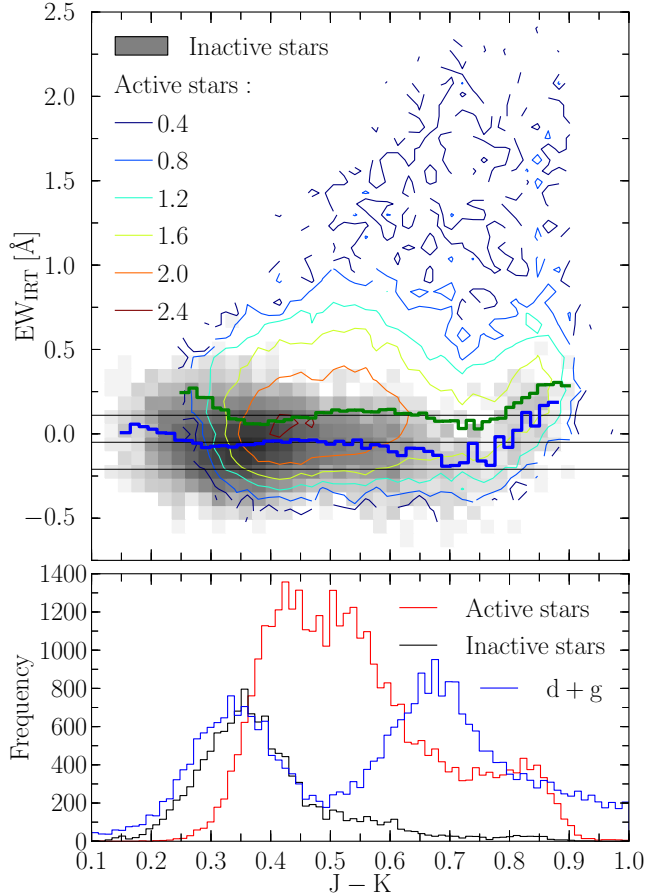 2.5
2.0
1.5
1.0
0.5
0.0
−0.5
EW_IRT [Å]
Inactive stars
Active stars :
0.4
0.8
1.2
1.6
2.0
2.4
1400
1200
1000
800
600
400
200
0
Frequency
Active stars
Inactive stars
d + g
0.1 0.2 0.3 0.4 0.5 0.6 0.7 0.8 0.9 1.0
J − K